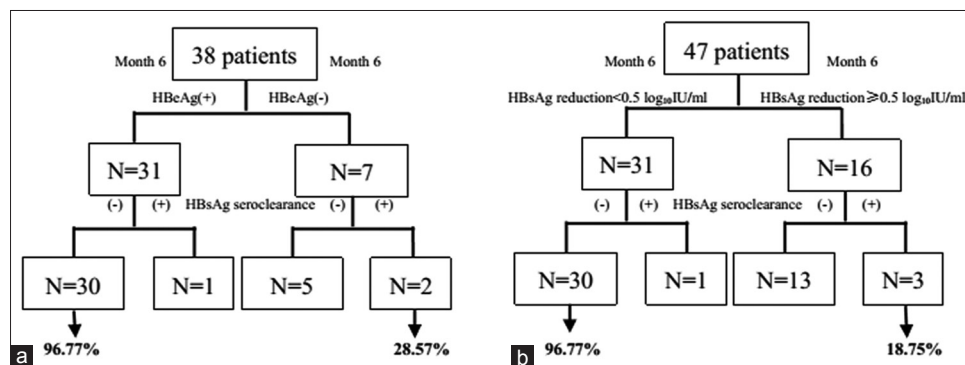 38 patients
Month 6
Month 6
HBeAg(+)
HBeAg(-)
N=31
N=7
(-)
(+)
HBsAg seroclearance
(-)
(+)
N=30
N=1
N=5
N=2
96.77%
28.57%
a
47 patients
Month 6
Month 6
HBsAg reduction<0.5 log₁₀IU/ml
HBsAg reduction≥0.5 log₁₀IU/ml
N=31
N=16
(-)
(+)
HBsAg seroclearance
(-)
(+)
N=30
N=1
N=13
N=3
96.77%
18.75%
b